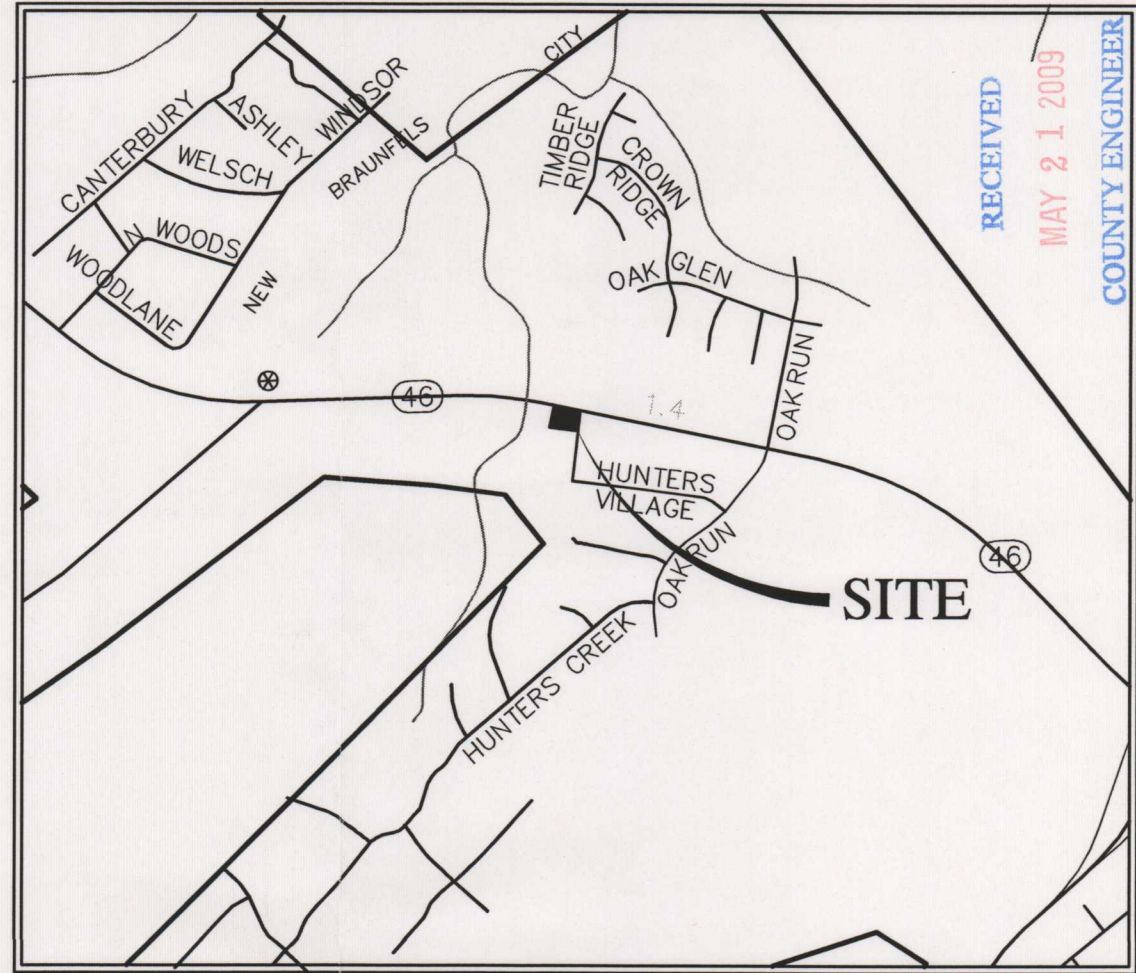 CANTERBURY
ASHLEY
WINDSOR
WELSCH
WOODS
N
WOODLANE
NEW
BRAUNFELS
CITY
TIMBER
RIDGE
CROWN
RIDGE
OAK GLEN
OAK RUN
46
1.4
HUNTERS
VILLAGE
OAK RUN
46
SITE
HUNTERS CREEK
RECEIVED
MAY 2 1 2009
COUNTY ENGINEER